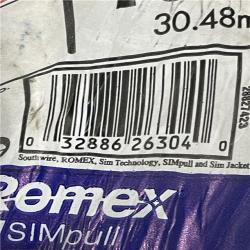 30.48m
0 32886 26304 0
Southwire, ROMEX, Sim Technology, SIMpull and Sim Jacket
Romex
SIMpull